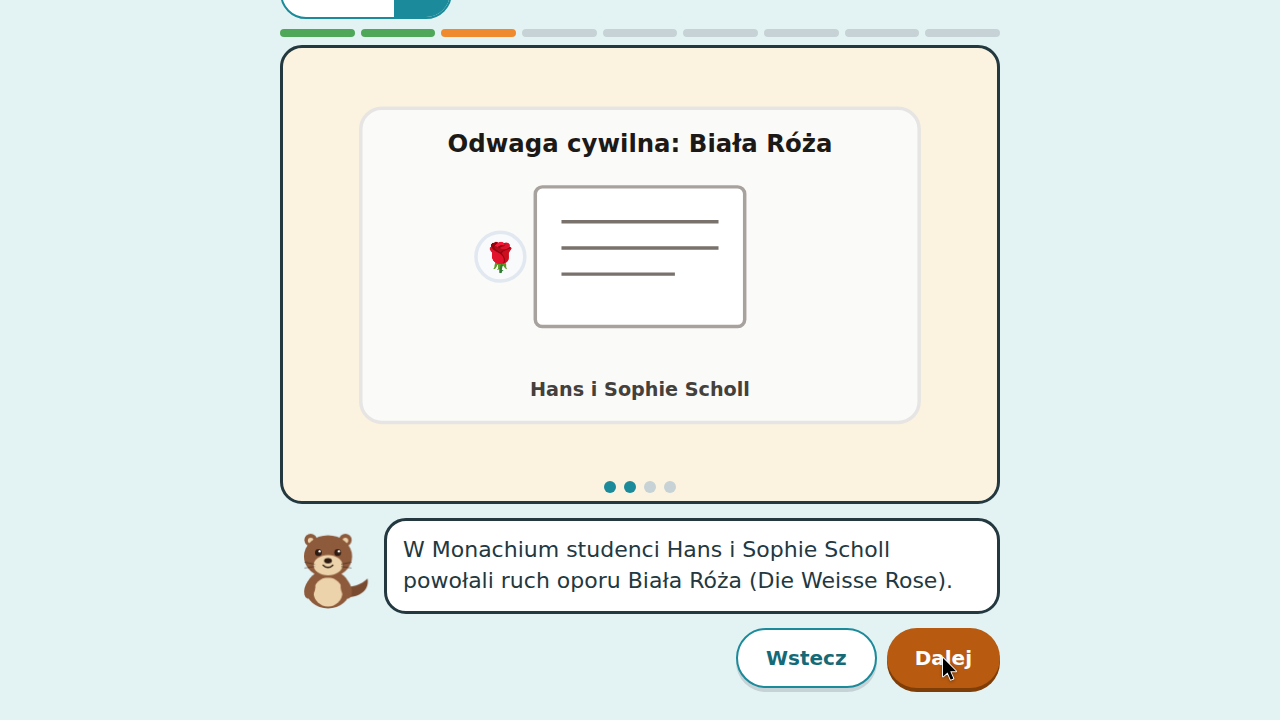 Odwaga cywilna: Biała Róża
Hans i Sophie Scholl
W Monachium studenci Hans i Sophie Scholl
powołali ruch oporu Biała Róża (Die Weisse Rose).
Wstecz
Dalej